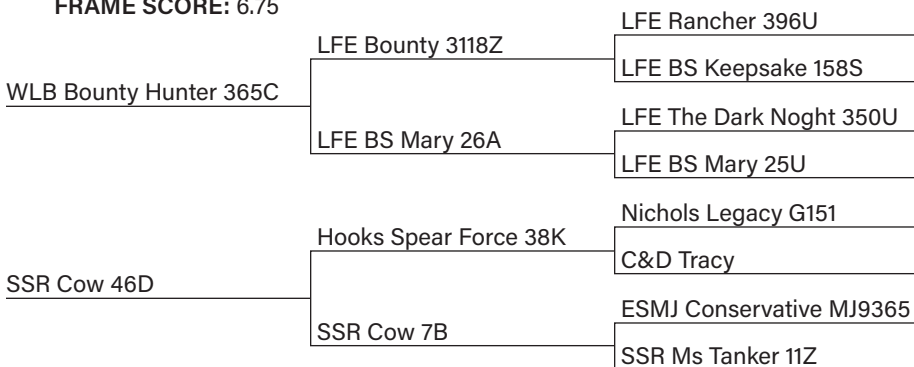 FRAME SCORE: 6.75
LFE Rancher 396U
LFE Bounty 3118Z
LFE BS Keepsake 158S
WLB Bounty Hunter 365C
LFE The Dark Noght 350U
LFE BS Mary 26A
LFE BS Mary 25U
Nichols Legacy G151
Hooks Spear Force 38K
C&D Tracy
SSR Cow 46D
ESMJ Conservative MJ9365
SSR Cow 7B
SSR Ms Tanker 11Z